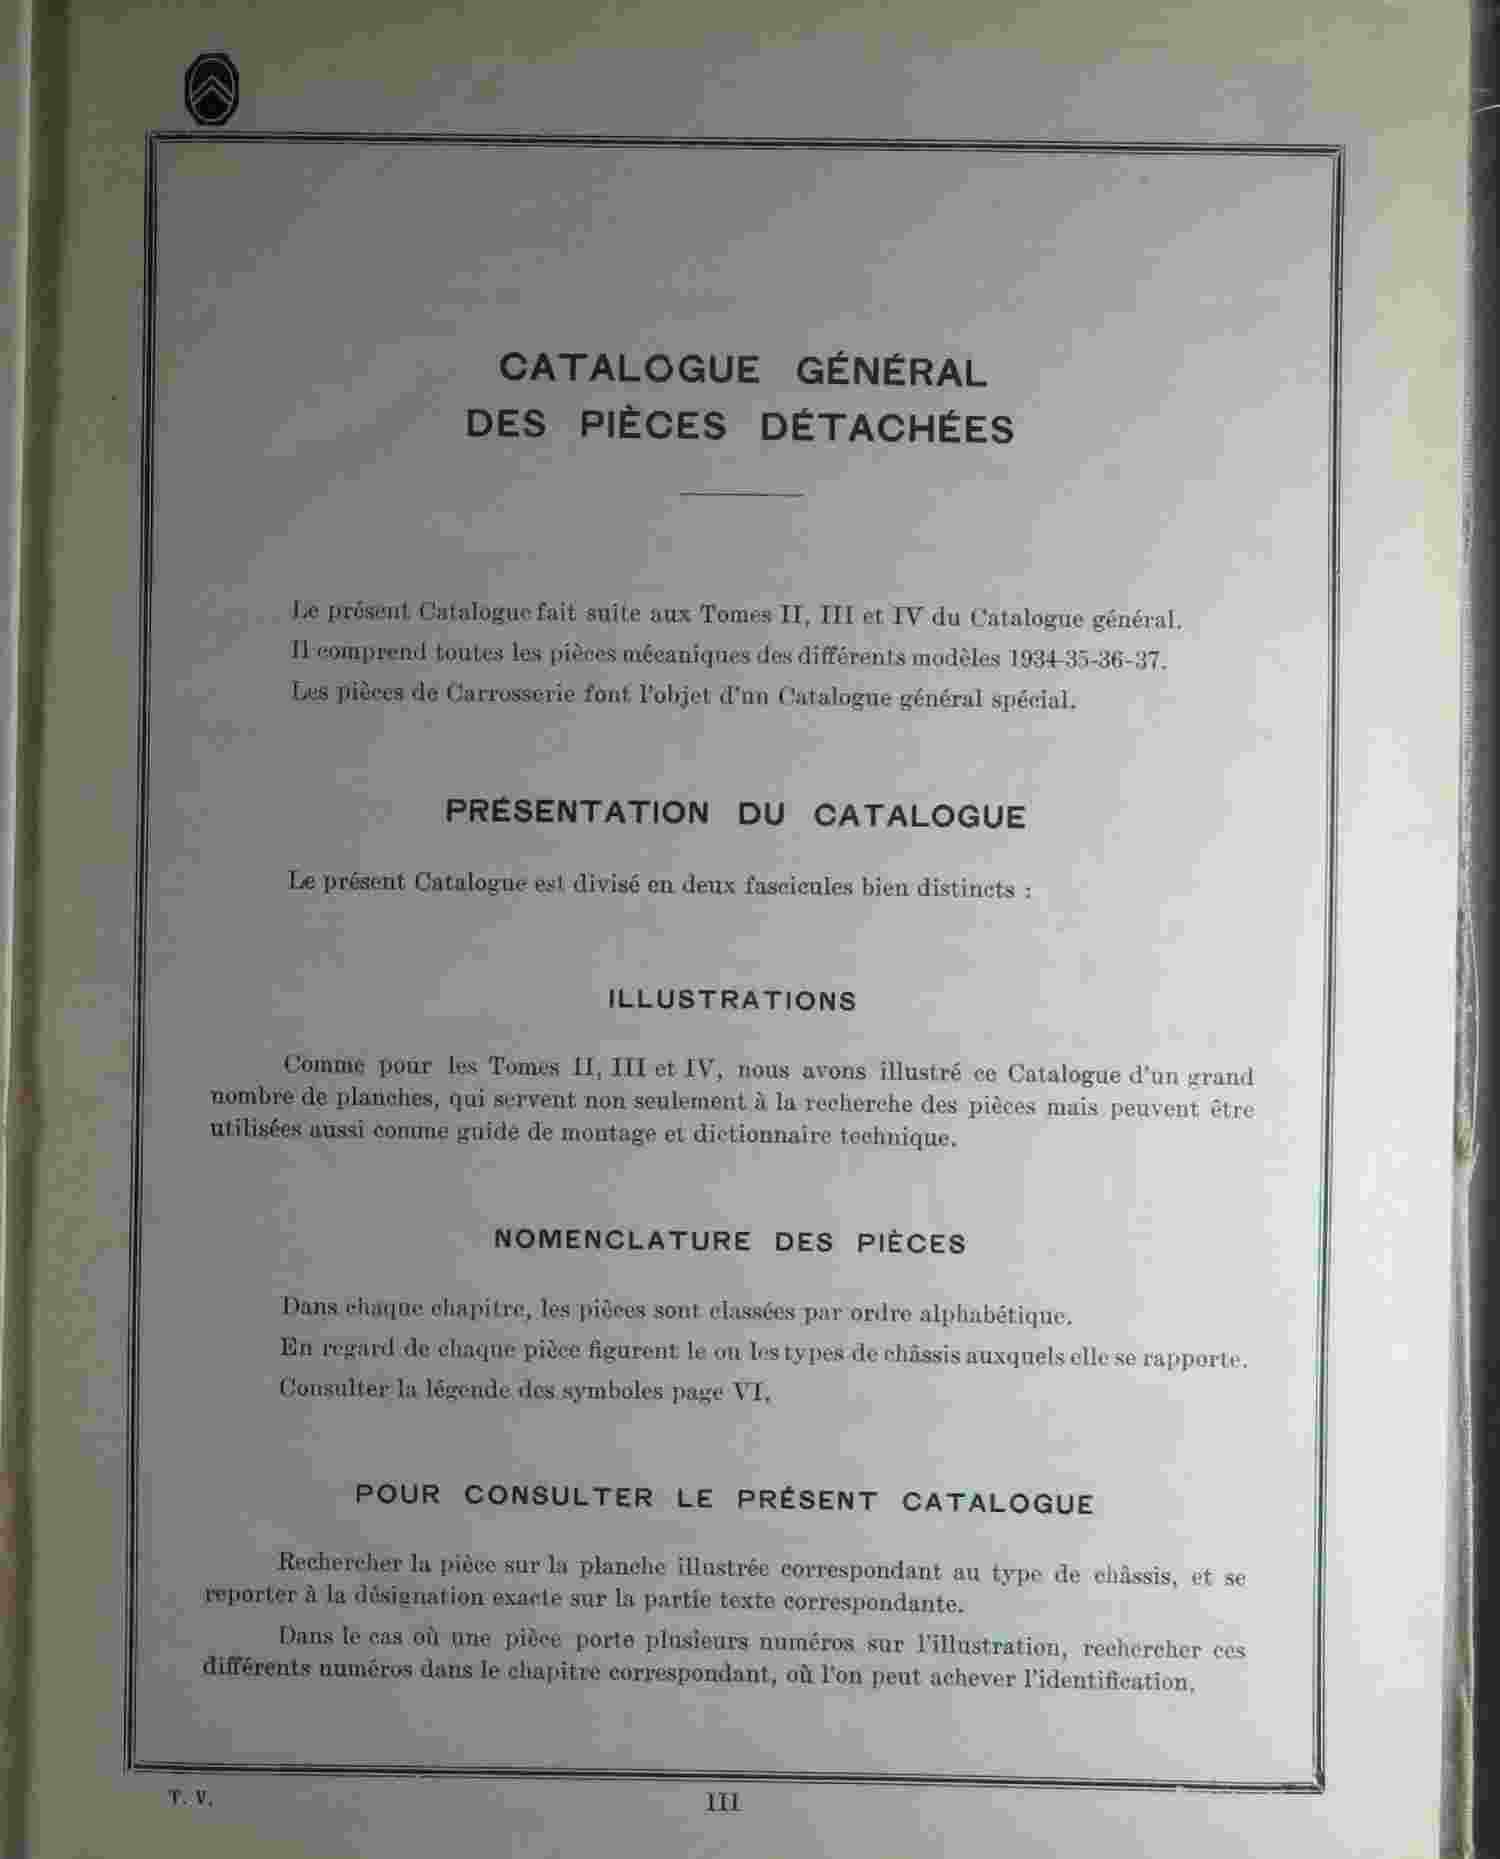 CATALOGUE GÉNÉRAL
DES PIÈCES DÉTACHÉES
Le présent Catalogue fait suite aux Tomes II, III et IV du Catalogue général.
Il comprend toutes les pièces mécaniques des différents modèles 1934-35-36-37.
Les pièces de Carrosserie font l'objet d'un Catalogue général spécial.
PRÉSENTATION DU CATALOGUE
Le présent Catalogue est divisé en deux fascicules bien distincts :
ILLUSTRATIONS
Comme pour les Tomes II, III et IV, nous avons illustré ce Catalogue d'un grand
nombre de planches, qui servent non seulement à la recherche des pièces mais peuvent être
utilisées aussi comme guide de montage et dictionnaire technique.
NOMENCLATURE DES PIÈCES
Dans chaque chapitre, les pièces sont classées par ordre alphabétique.
En regard de chaque pièce figurent le ou les types de châssis auxquels elle se rapporte.
Consulter la légende des symboles page VI.
POUR CONSULTER LE PRÉSENT CATALOGUE
Rechercher la pièce sur la planche illustrée correspondant au type de châssis, et se
reporter à la désignation exacte sur la partie texte correspondante.
Dans le cas où une pièce porte plusieurs numéros sur l'illustration, rechercher ces
différents numéros dans le chapitre correspondant, où l'on peut achever l'identification.
T. V.
III